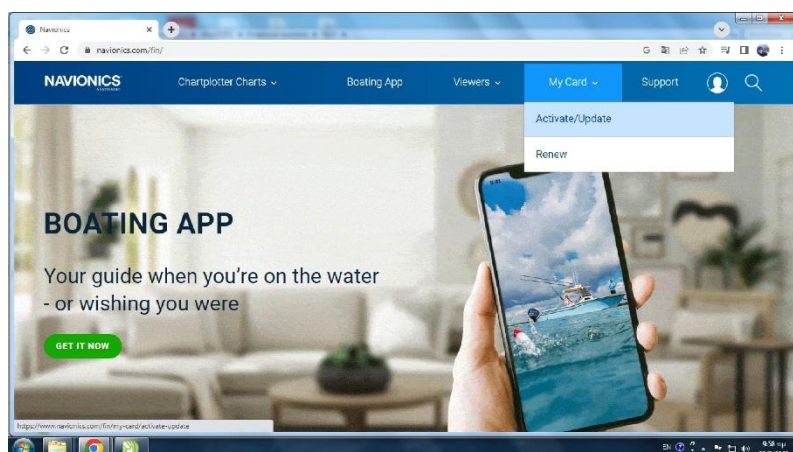 Navionics
navionics.com/fin/
NAVIONICS
Chartplotter Charts
Boating App
Viewers
My Card
Support
Activate/Update
Renew
BOATING APP
Your guide when you're on the water
- or wishing you were
GET IT NOW
https://www.navionics.com/fin/my-card/activate-update
EN